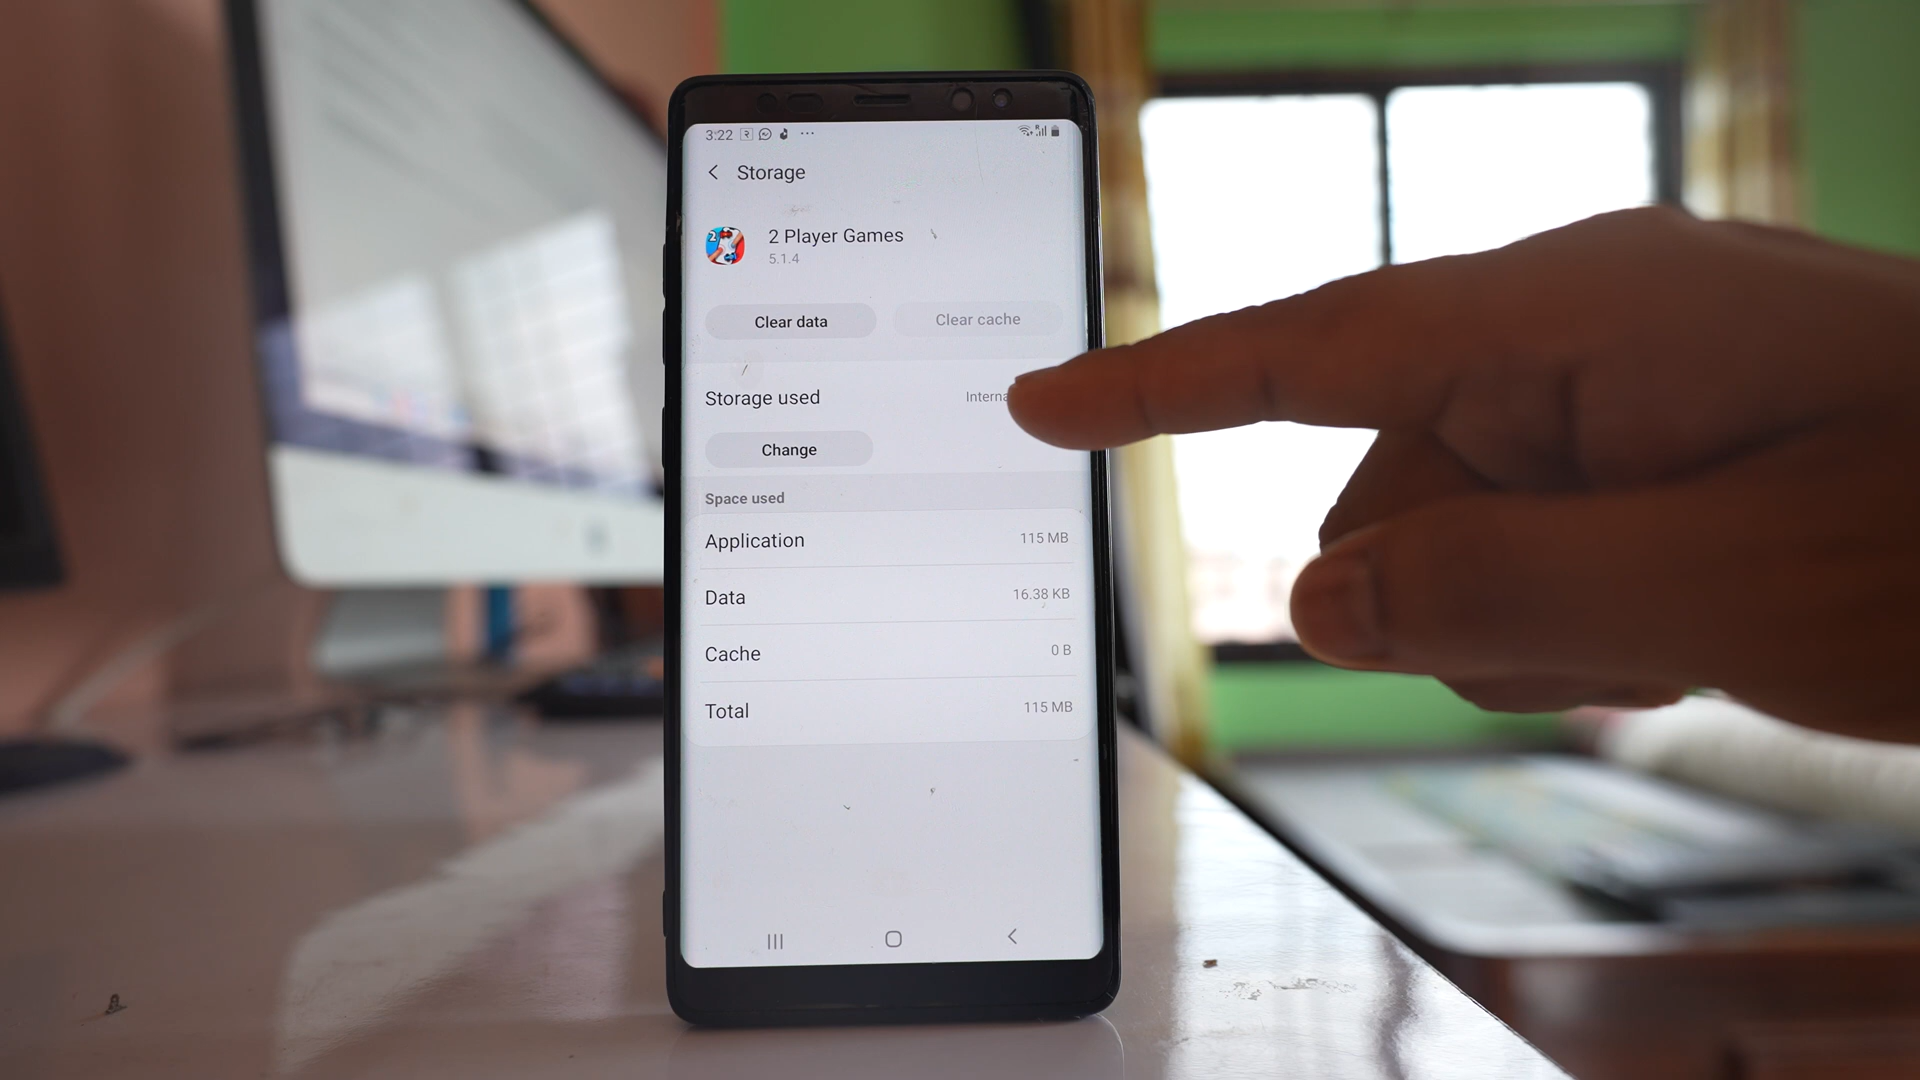 3:22
Storage
2
2 Player Games
5.1.4
Clear data Clear cache
Storage used
Change
Space used
Application 115 MB
Data 16.38 KB
Cache 0 B
Total 115 MB